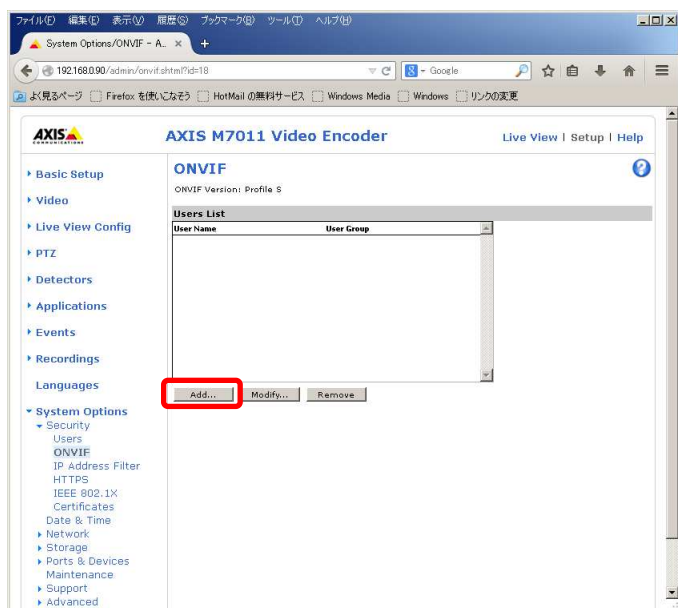 ファイル(F) 編集(E) 表示(V) 履歴(S) ブックマーク(B) ツール(T) ヘルプ(H)
System Options/ONVIF - A.. × +
192.168.0.90/admin/onvif.shtml?id=18
8 - Google
よく見るページ Firefox を使いこなそう HotMail の無料サービス Windows Media Windows リンクの変更
AXIS COMMUNICATIONS
AXIS M7011 Video Encoder
Live View | Setup | Help
Basic Setup
Video
Live View Config
PTZ
Detectors
Applications
Events
Recordings
Languages
System Options
Security
Users
ONVIF
IP Address Filter
HTTPS
IEEE 802.1X
Certificates
Date & Time
Network
Storage
Ports & Devices
Maintenance
Support
Advanced
ONVIF
?
ONVIF Version: Profile S
Users List
User Name User Group
Add... Modify... Remove